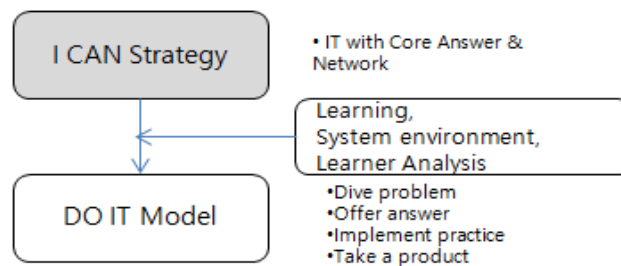 I CAN Strategy
• IT with Core Answer &
Network
Learning,
System environment,
Learner Analysis
DO IT Model
•Dive problem
•Offer answer
•Implement practice
•Take a product